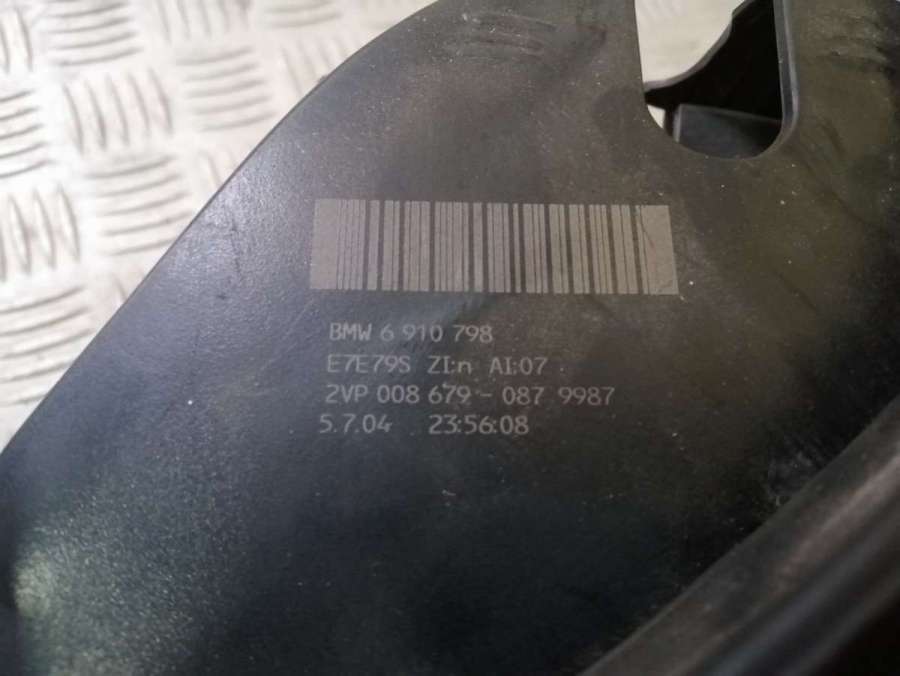 BMW 6 910 798
E7E79S ZI:n AI:07
2VP 008 679 - 087 9987
5.7.04 23:56:08